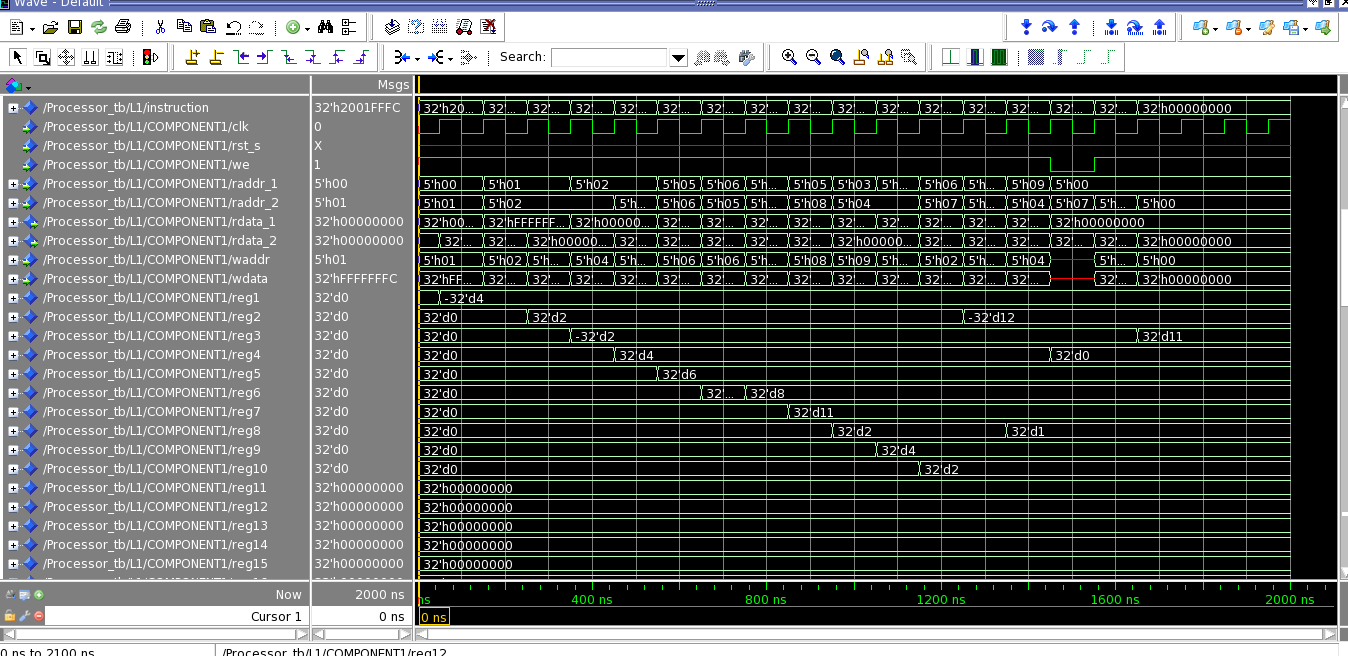 Wave - Default
Search:
Msgs
/Processor_tb/L1/instruction 32'h2001FFFC 32'h20... 32'... 32'... 32'... 32'... 32'... 32'... 32'... 32'... 32'... 32'... 32'... 32'... 32'... 32'... 32'... 32'h00000000
/Processor_tb/L1/COMPONENT1/clk 0
/Processor_tb/L1/COMPONENT1/rst_s X
/Processor_tb/L1/COMPONENT1/we 1
/Processor_tb/L1/COMPONENT1/raddr_1 5'h00 5'h00 5'h01 5'h02 5'h05 5'h06 5'h... 5'h05 5'h03 5'h... 5'h06 5'h... 5'h09 5'h00
/Processor_tb/L1/COMPONENT1/raddr_2 5'h01 5'h01 5'h02 5'h... 5'h06 5'h05 5'h... 5'h08 5'h04 5'h07 5'h... 5'h04 5'h07 5'h... 5'h00
/Processor_tb/L1/COMPONENT1/rdata_1 32'h00000000 32'h00... 32'hFFFFFF... 32'h00000... 32'... 32'... 32'... 32'... 32'... 32'... 32'... 32'... 32'... 32'... 32'h00000000
/Processor_tb/L1/COMPONENT1/rdata_2 32'h00000000 32'... 32'... 32'h00000... 32'... 32'... 32'... 32'... 32'... 32'h00000... 32'... 32'... 32'... 32'... 32'... 32'h00000000
/Processor_tb/L1/COMPONENT1/waddr 5'h01 5'h01 5'h02 5'h... 5'h04 5'h... 5'h06 5'h06 5'h... 5'h08 5'h09 5'h... 5'h02 5'h... 5'h04 5'h... 5'h00
/Processor_tb/L1/COMPONENT1/wdata 32'hFFFFFFFC 32'hFF... 32'... 32'... 32'... 32'... 32'... 32'... 32'... 32'... 32'... 32'... 32'... 32'... 32'... 32'... 32'h00000000
/Processor_tb/L1/COMPONENT1/reg1 32'd0 -32'd4
/Processor_tb/L1/COMPONENT1/reg2 32'd0 32'd0 32'd2 -32'd12
/Processor_tb/L1/COMPONENT1/reg3 32'd0 32'd0 -32'd2 32'd11
/Processor_tb/L1/COMPONENT1/reg4 32'd0 32'd0 32'd4 32'd0
/Processor_tb/L1/COMPONENT1/reg5 32'd0 32'd0 32'd6
/Processor_tb/L1/COMPONENT1/reg6 32'd0 32'd0 32'... 32'd8
/Processor_tb/L1/COMPONENT1/reg7 32'd0 32'd0 32'd11
/Processor_tb/L1/COMPONENT1/reg8 32'd0 32'd0 32'd2 32'd1
/Processor_tb/L1/COMPONENT1/reg9 32'd0 32'd0 32'd4
/Processor_tb/L1/COMPONENT1/reg10 32'd0 32'd0 32'd2
/Processor_tb/L1/COMPONENT1/reg11 32'h00000000 32'h00000000
/Processor_tb/L1/COMPONENT1/reg12 32'h00000000 32'h00000000
/Processor_tb/L1/COMPONENT1/reg13 32'h00000000 32'h00000000
/Processor_tb/L1/COMPONENT1/reg14 32'h00000000 32'h00000000
/Processor_tb/L1/COMPONENT1/reg15 32'h00000000 32'h00000000
Now 2000 ns ns 400 ns 800 ns 1200 ns 1600 ns 2000 ns
Cursor 1 0 ns 0 ns
0 ns to 2100 ns /Processor_tb/L1/COMPONENT1/reg12